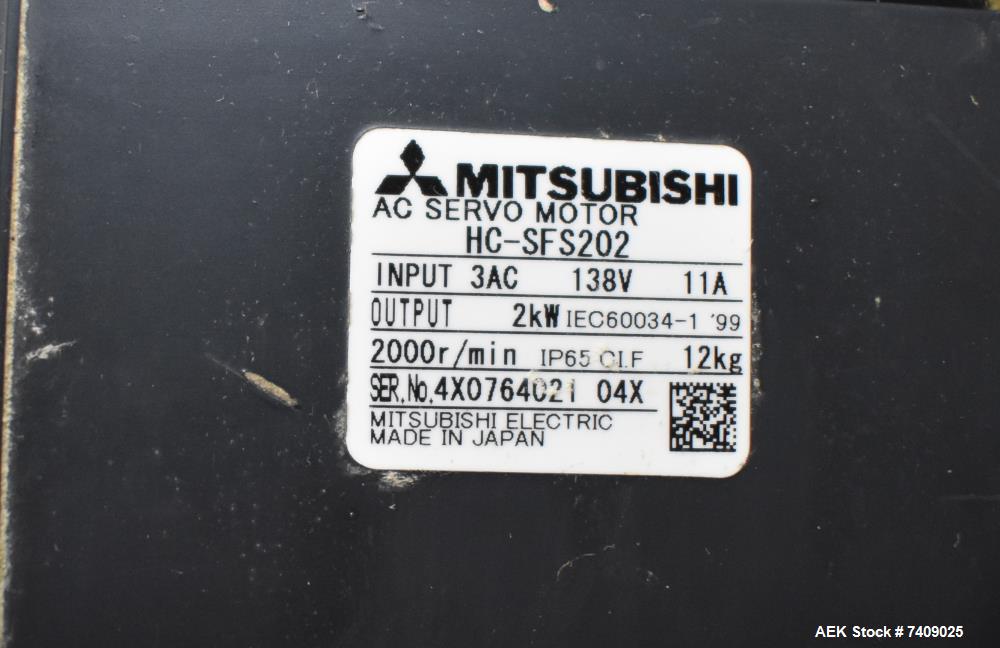 MITSUBISHI
AC SERVO MOTOR
HC-SFS202
INPUT 3AC 138V 11A
OUTPUT 2kW IEC60034-1 '99
2000r/min IP65 CI.F 12kg
SER.No.4X0764021 04X
MITSUBISHI ELECTRIC
MADE IN JAPAN
AEK Stock # 7409025